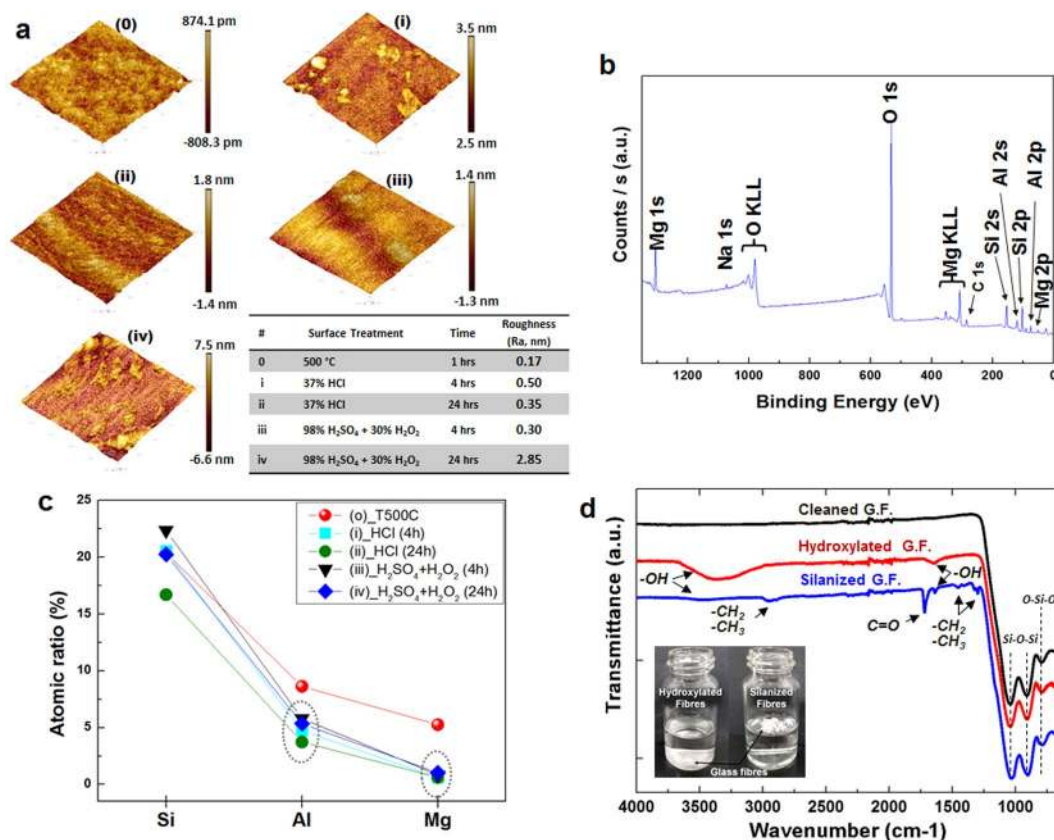 a
(0)
874.1 pm
-808.3 pm
(i)
3.5 nm
2.5 nm
(ii)
1.8 nm
-1.4 nm
(iii)
1.4 nm
-1.3 nm
(iv)
7.5 nm
-6.6 nm
# Surface Treatment Time Roughness (Ra, nm)
0 500 °C 1 hrs 0.17
i 37% HCl 4 hrs 0.50
ii 37% HCl 24 hrs 0.35
iii 98% H₂SO₄ + 30% H₂O₂ 4 hrs 0.30
iv 98% H₂SO₄ + 30% H₂O₂ 24 hrs 2.85
b
Counts / s (a.u.)
Mg 1s
Na 1s
O KLL
O 1s
Mg KLL
C 1s
Si 2s
Al 2s
Si 2p
Al 2p
Mg 2p
1200 1000 800 600 400 200 0
Binding Energy (eV)
c
Atomic ratio (%)
25
20
15
10
5
0
Si Al Mg
(o)_T500C
(i)_HCl (4h)
(ii)_HCl (24h)
(iii)_H₂SO₄+H₂O₂ (4h)
(iv)_H₂SO₄+H₂O₂ (24h)
d
Transmittance (a.u.)
Cleaned G.F.
Hydroxylated G.F.
-OH
-OH
Silanized G.F.
-CH₂
-CH₃
C=O
-CH₂
-CH₃
O-Si-O
Si-O-Si
Hydroxylated Fibres
Silanized Fibres
Glass fibres
4000 3500 3000 2500 2000 1500 1000
Wavenumber (cm-1)